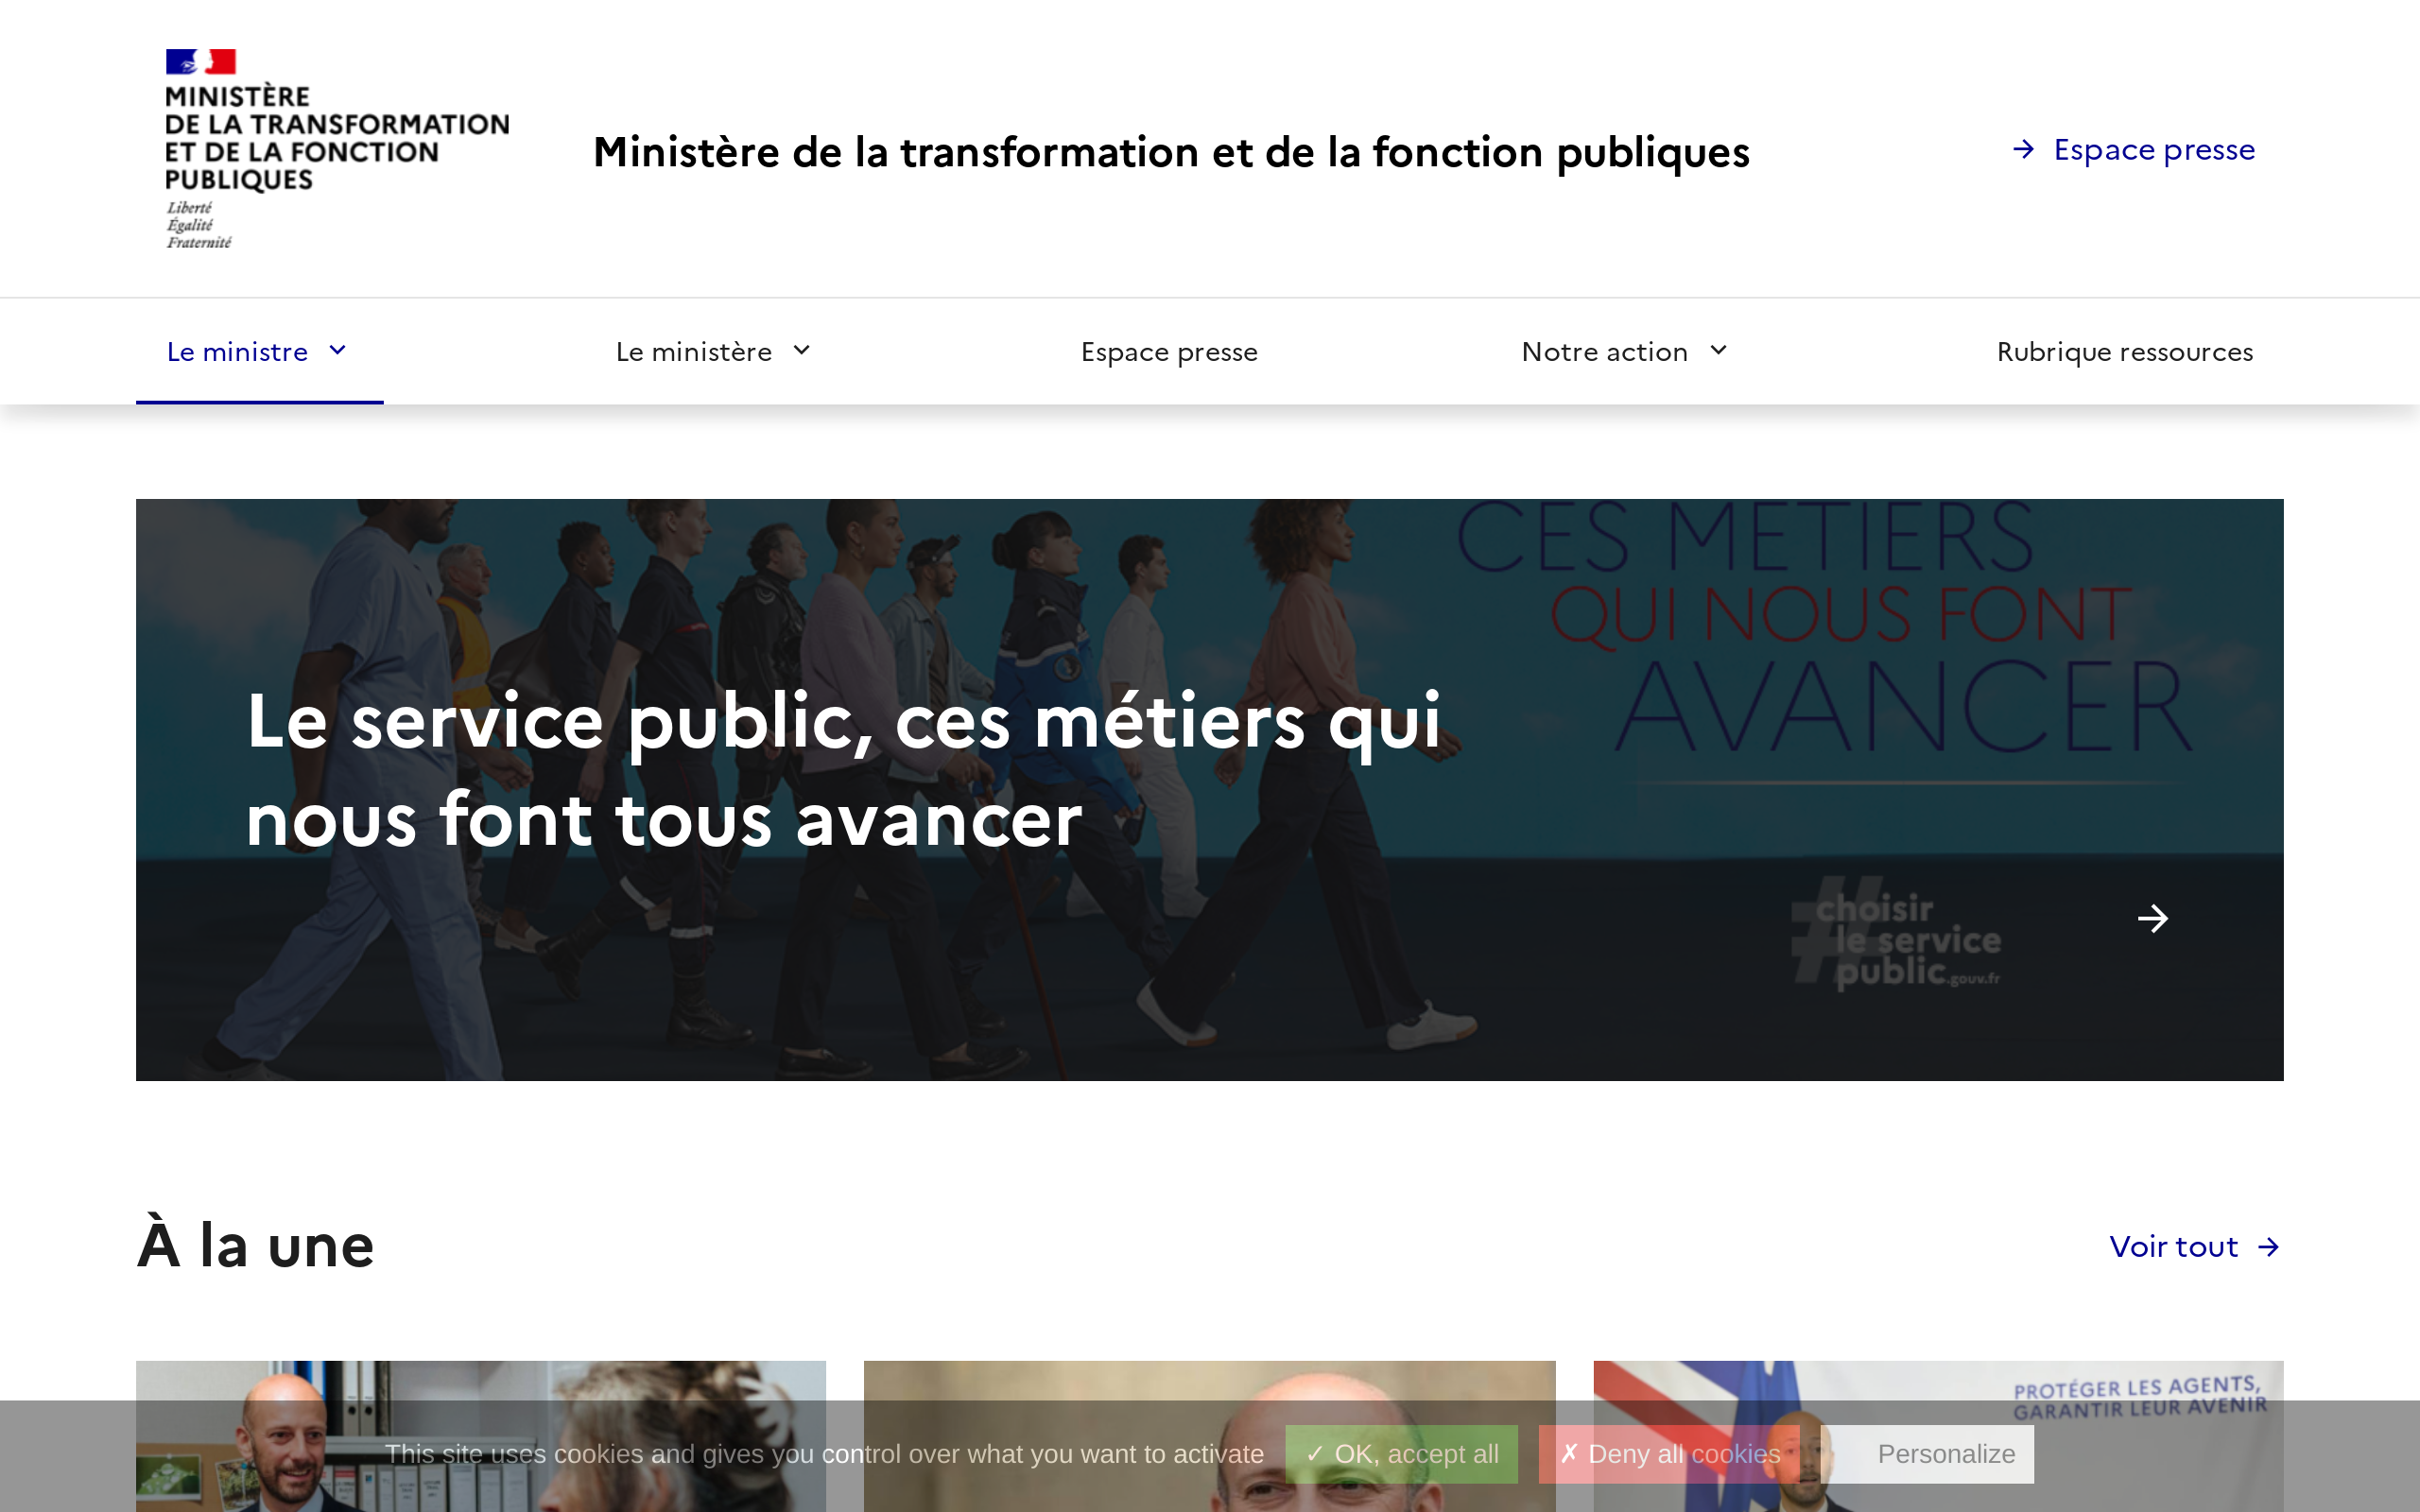 MINISTÈRE
DE LA TRANSFORMATION
ET DE LA FONCTION
PUBLIQUES
Liberté
Égalité
Fraternité
Ministère de la transformation et de la fonction publiques
Espace presse
Le ministre
Le ministère
Espace presse
Notre action
Rubrique ressources
CES MÉTIERS
QUI NOUS FONT
AVANCER
Le service public, ces métiers qui
nous font tous avancer
#choisir
le service
public.gouv.fr
À la une
Voir tout
PROTÉGER LES AGENTS,
GARANTIR LEUR AVENIR
This site uses cookies and gives you control over what you want to activate
✓ OK, accept all
✗ Deny all cookies
Personalize